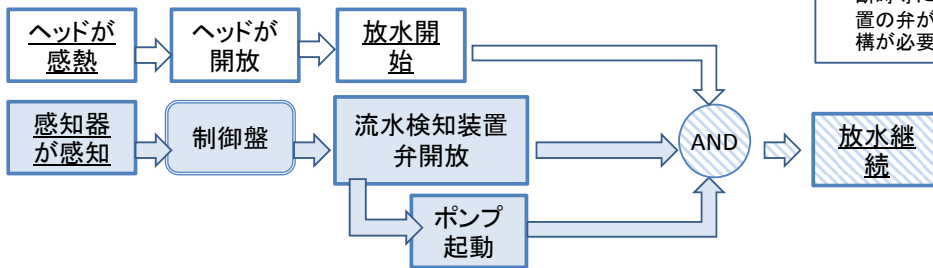 置の弁が
構が必要
ヘッドが
感熱
ヘッドが
開放
放水開
始
感知器
が感知
制御盤
流水検知装置
弁開放
AND
放水継
続
ポンプ
起動